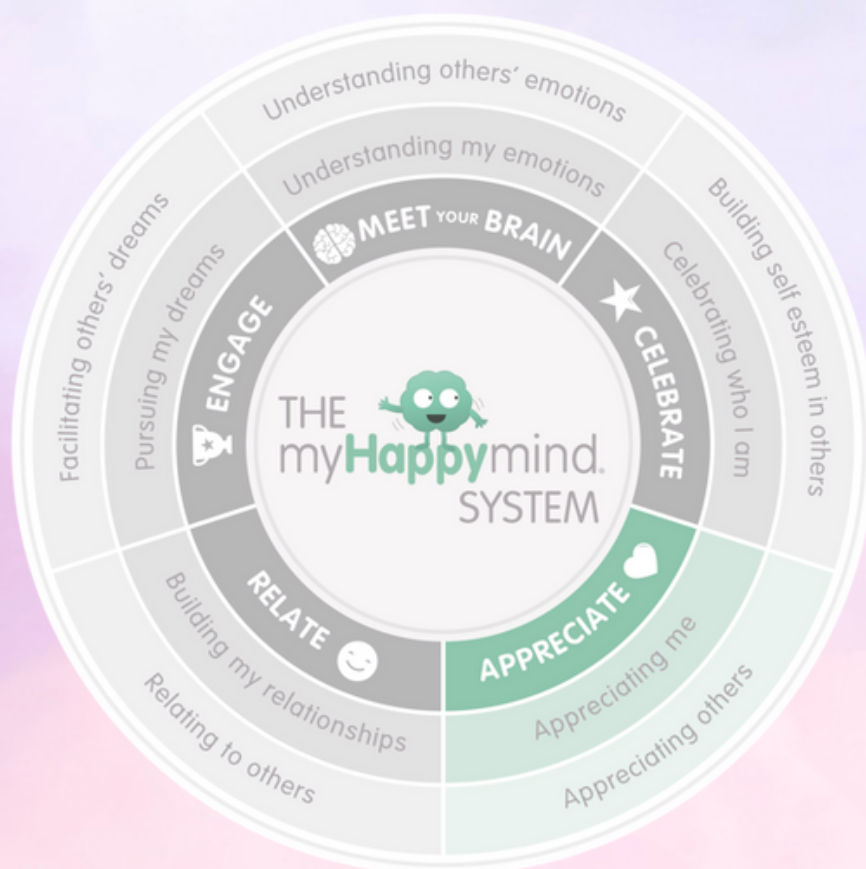 Understanding others' emotions
Understanding my emotions
MEET YOUR BRAIN
Building self esteem in others
Celebrating who I am
CELEBRATE
Appreciating others
Appreciating me
APPRECIATE
Relating to others
Building my relationships
RELATE
Facilitating others' dreams
Pursuing my dreams
ENGAGE
THE
myHappymind.
SYSTEM